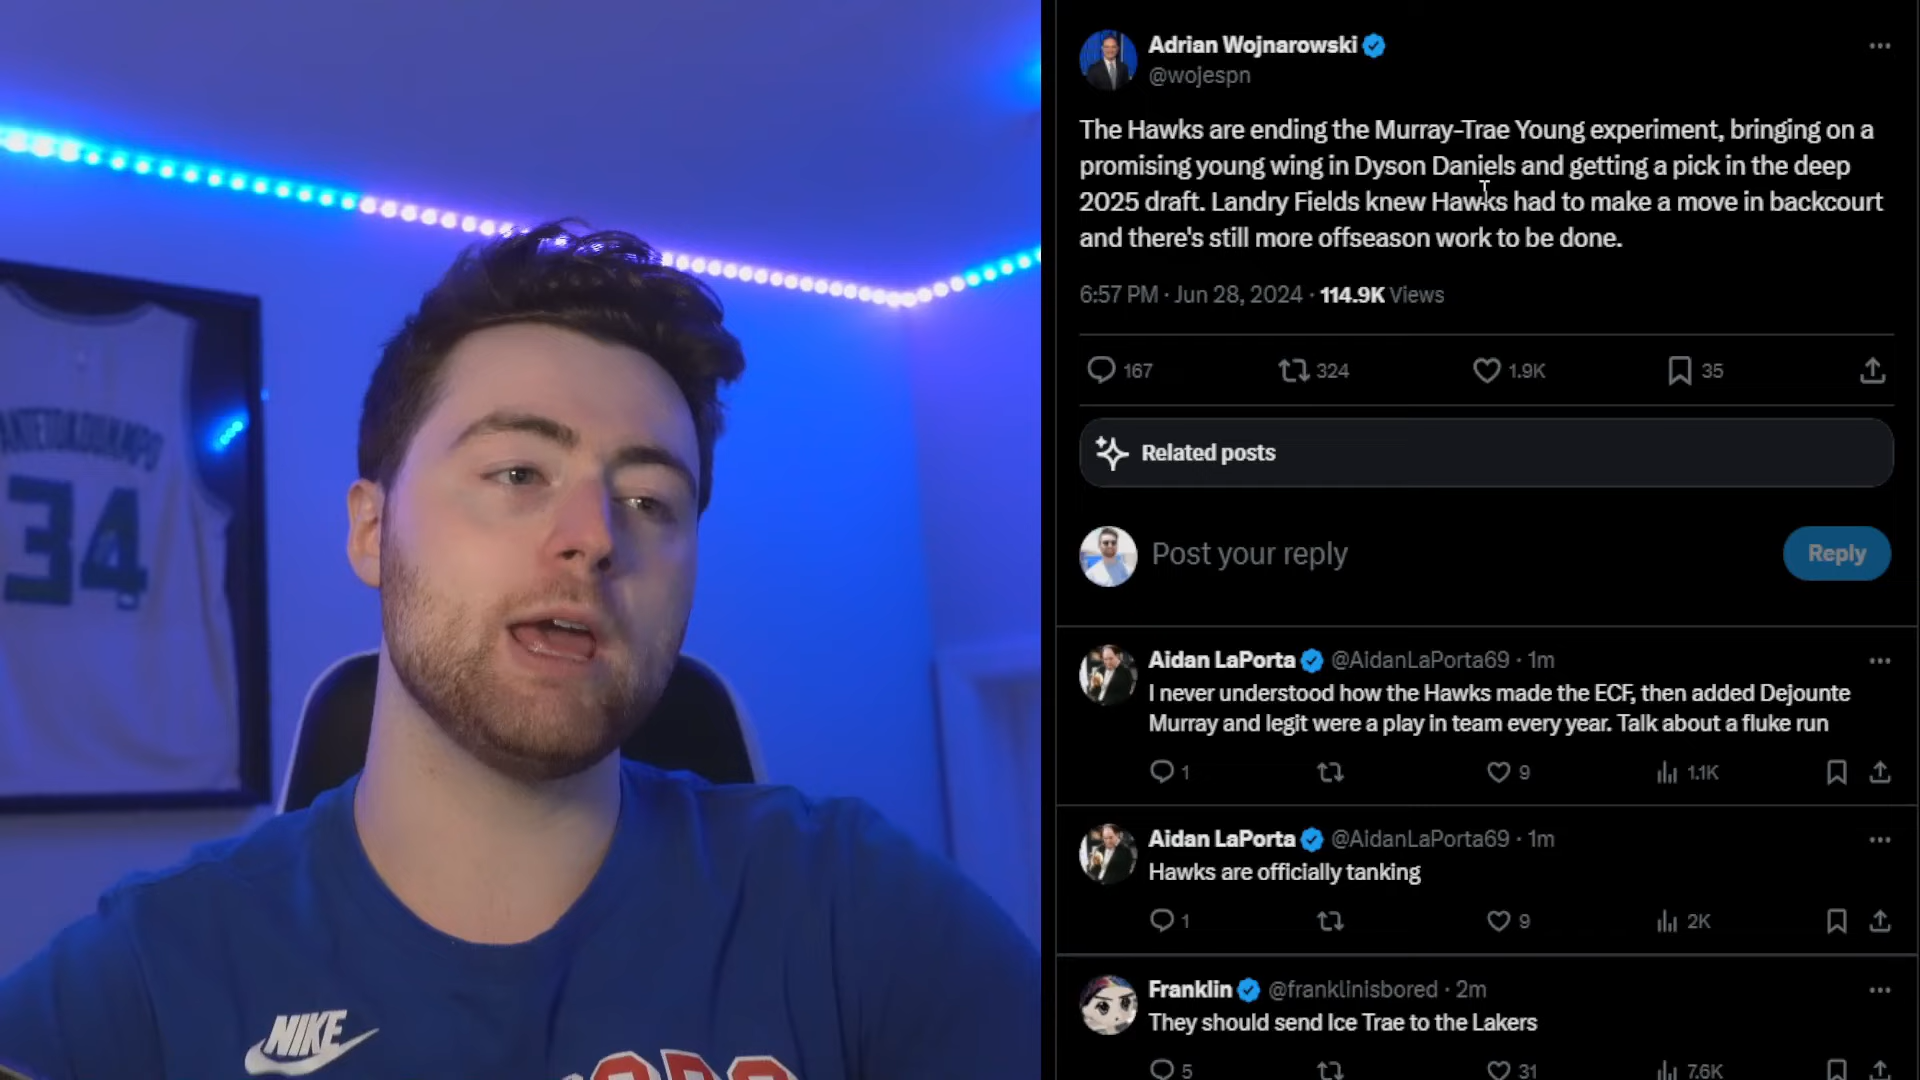 ANTETOKOUNMPO
34
NIKE
Adrian Wojnarowski
@wojespn
The Hawks are ending the Murray-Trae Young experiment, bringing on a
promising young wing in Dyson Daniels and getting a pick in the deep
2025 draft. Landry Fields knew Hawks had to make a move in backcourt
and there's still more offseason work to be done.
6:57 PM · Jun 28, 2024 · 114.9K Views
167 324 1.9K 35
Related posts
Post your reply
Reply
Aidan LaPorta @AidanLaPorta69 · 1m
I never understood how the Hawks made the ECF, then added Dejounte
Murray and legit were a play in team every year. Talk about a fluke run
1 9 1.1K
Aidan LaPorta @AidanLaPorta69 · 1m
Hawks are officially tanking
1 9 2K
Franklin @franklinisbored · 2m
They should send Ice Trae to the Lakers
5 31 7.6K